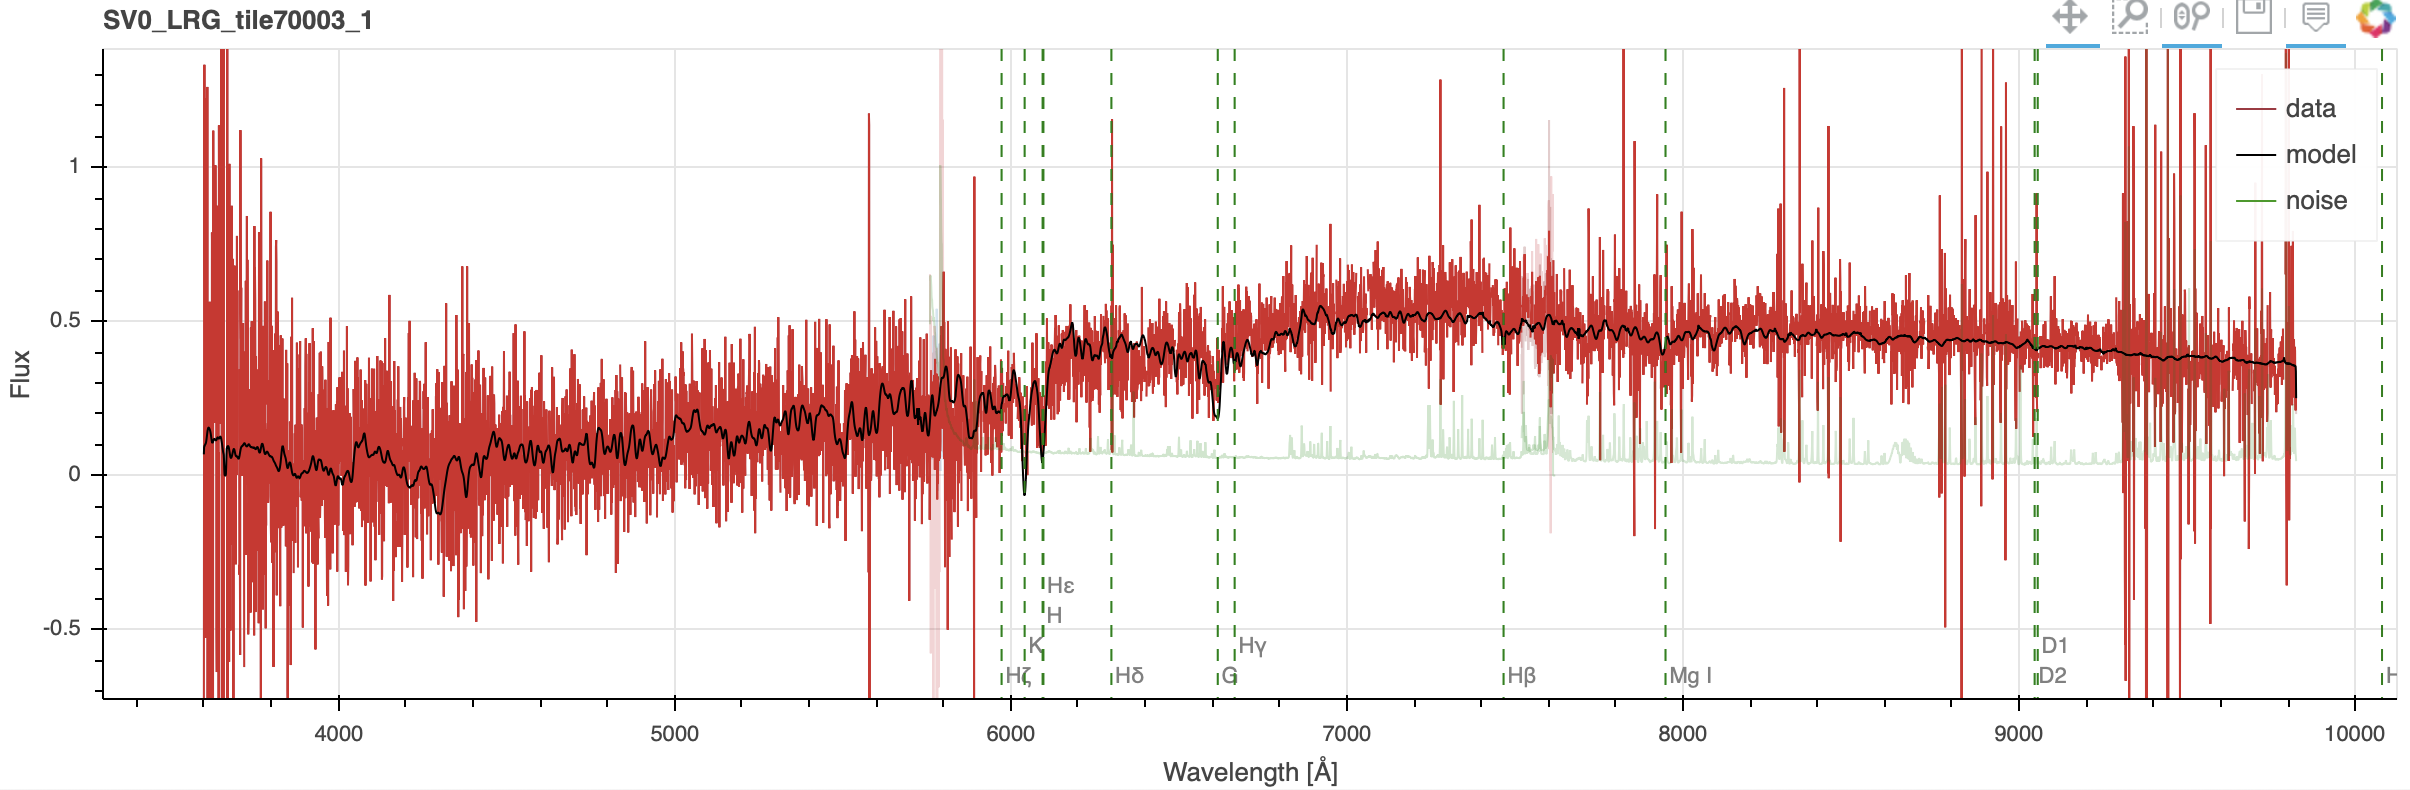 SV0_LRG_tile70003_1
data
model
noise
1
0.5
0
-0.5
Flux
Hε
H
K
D1
Hγ
Hζ
Hδ
G
Hβ
Mg I
D2
H
4000
5000
6000
7000
8000
9000
10000
Wavelength [Å]